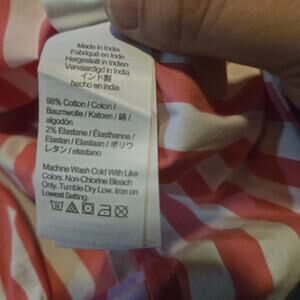 Made in India
Fabriqué en Inde
Hergestellt in Indien
Vervaardigd in India
インド製
hecho en india
98% Cotton / Coton /
Baumwolle / Katoen / 綿 /
algodón
2% Elastane / Élasthanne /
Elastan / Elastaan / ポリウ
レタン / elastano
Machine Wash Cold With Like
Colors. Non-Chlorine Bleach
Only. Tumble Dry Low. Iron on
Lowest Setting.